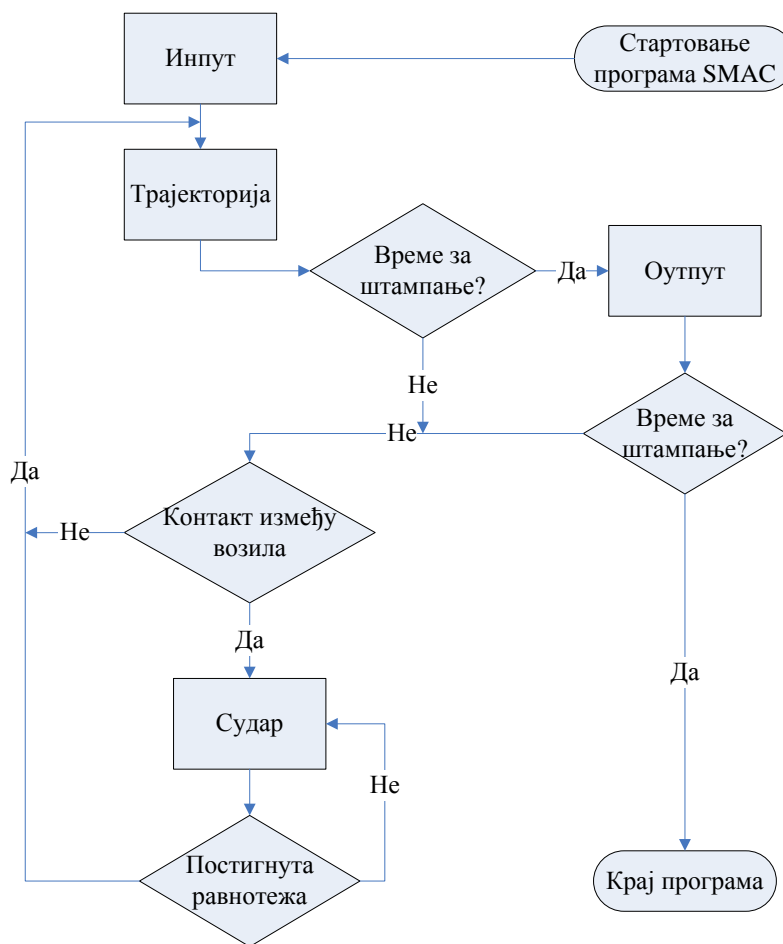 Инпут
Стартовање
програма SMAC
Трајекторија
Време за
штампање?
Да
Оутпут
Не
Не
Време за
штампање?
Да
Контакт између
возила
Не
Да
Да
Судар
Не
Постигнута
равнотежа
Крај програма